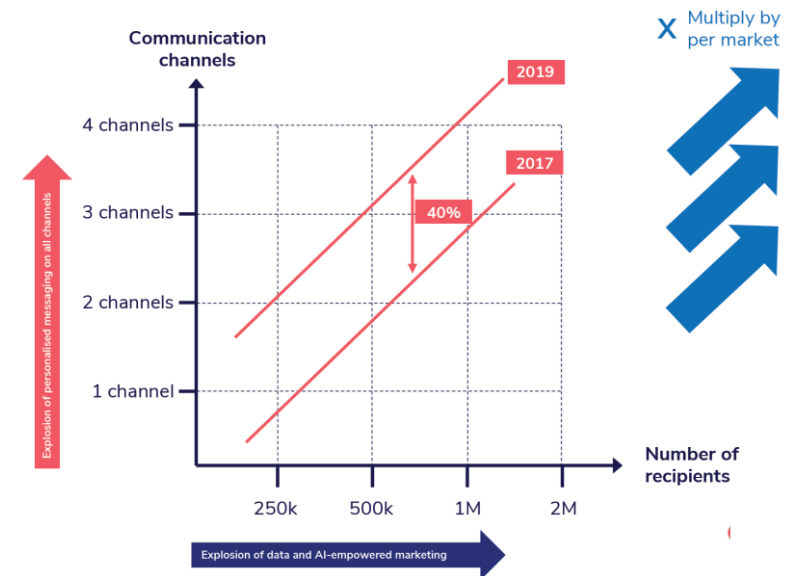 Communication
channels
X
Multiply by
per market
2019
4 channels
2017
3 channels
40%
2 channels
1 channel
Explosion of personalised messaging on all channels
Number of
recipients
250k
500k
1M
2M
Explosion of data and AI-empowered marketing